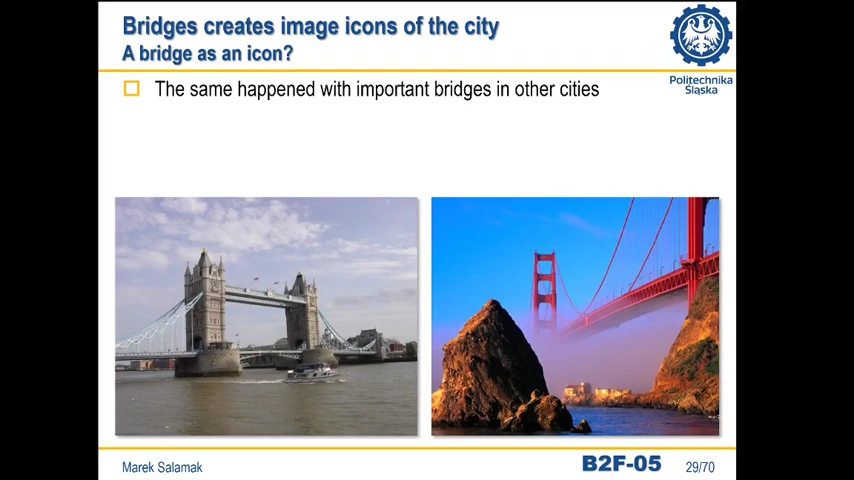 Bridges creates image icons of the city
A bridge as an icon?
Politechnika
Śląska
The same happened with important bridges in other cities
Marek Salamak
B2F-05
29/70